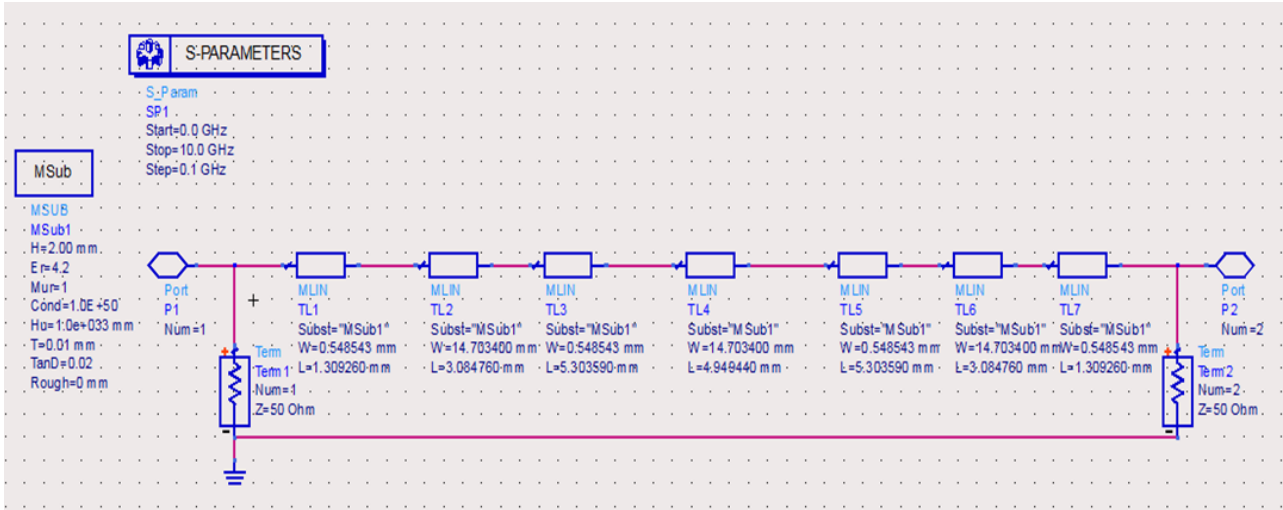 S-PARAMETERS
S_Param
SP1
Start=0.0 GHz
Stop=10.0 GHz
Step=0.1 GHz
MSub
MSUB
MSub1
H=2.00 mm
Er=4.2
Mur=1
Cond=1.0E+50
Hu=1.0e+033 mm
T=0.01 mm
TanD=0.02
Rough=0 mm
Port
P1
Num=1
+
Term
Term1
Num=1
Z=50 Ohm
-
MLIN
TL1
Subst="MSub1"
W=0.548543 mm
L=1.309260 mm
MLIN
TL2
Subst="MSub1"
W=14.703400 mm
L=3.084760 mm
MLIN
TL3
Subst="MSub1"
W=0.548543 mm
L=5.303590 mm
MLIN
TL4
Subst="MSub1"
W=14.703400 mm
L=4.949440 mm
MLIN
TL5
Subst="MSub1"
W=0.548543 mm
L=5.303590 mm
MLIN
TL6
Subst="MSub1"
W=14.703400 mm
L=3.084760 mm
MLIN
TL7
Subst="MSub1"
W=0.548543 mm
L=1.309260 mm
+
Term
Term2
Num=2
Z=50 Ohm
-
Port
P2
Num=2